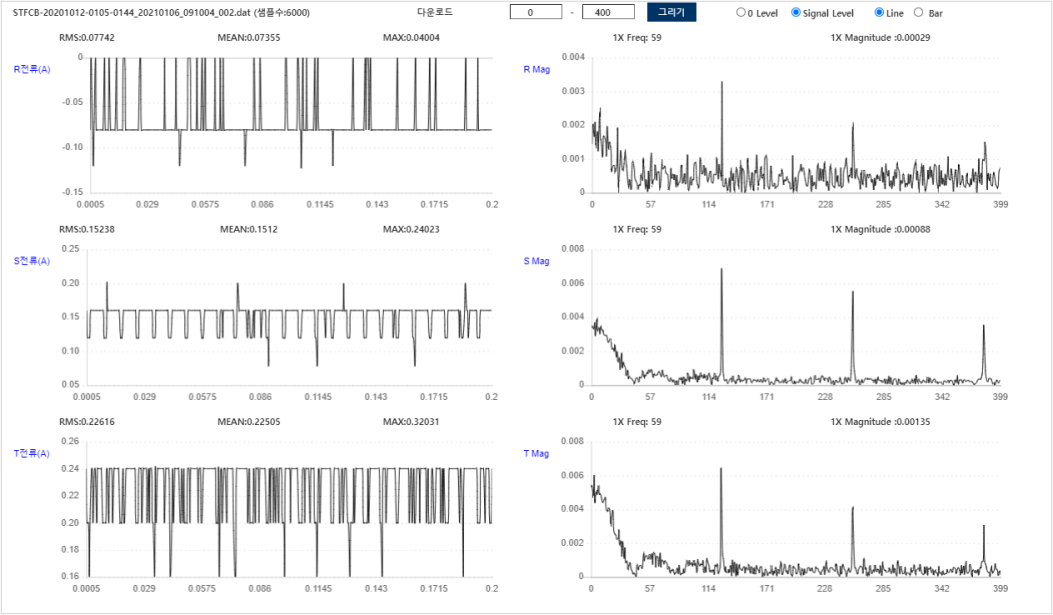 STFCB-20201012-0105-0144_20210106_091004_002.dat (샘플수:6000) 다운로드 0 - 400 그리기 0 Level Signal Level Line Bar
RMS:0.07742 MEAN:0.07355 MAX:0.04004
R전류(A)
0
-0.05
-0.10
-0.15
0.0005 0.029 0.0575 0.086 0.1145 0.143 0.1715 0.2
1X Freq: 59 1X Magnitude :0.00029
R Mag
0.004
0.003
0.002
0.001
0
0 57 114 171 228 285 342 399
RMS:0.15238 MEAN:0.1512 MAX:0.24023
S전류(A)
0.25
0.20
0.15
0.10
0.05
0.0005 0.029 0.0575 0.086 0.1145 0.143 0.1715 0.2
1X Freq: 59 1X Magnitude :0.00088
S Mag
0.008
0.006
0.004
0.002
0
0 57 114 171 228 285 342 399
RMS:0.22616 MEAN:0.22505 MAX:0.32031
T전류(A)
0.26
0.24
0.22
0.20
0.18
0.16
0.0005 0.029 0.0575 0.086 0.1145 0.143 0.1715 0.2
1X Freq: 59 1X Magnitude :0.00135
T Mag
0.008
0.006
0.004
0.002
0
0 57 114 171 228 285 342 399